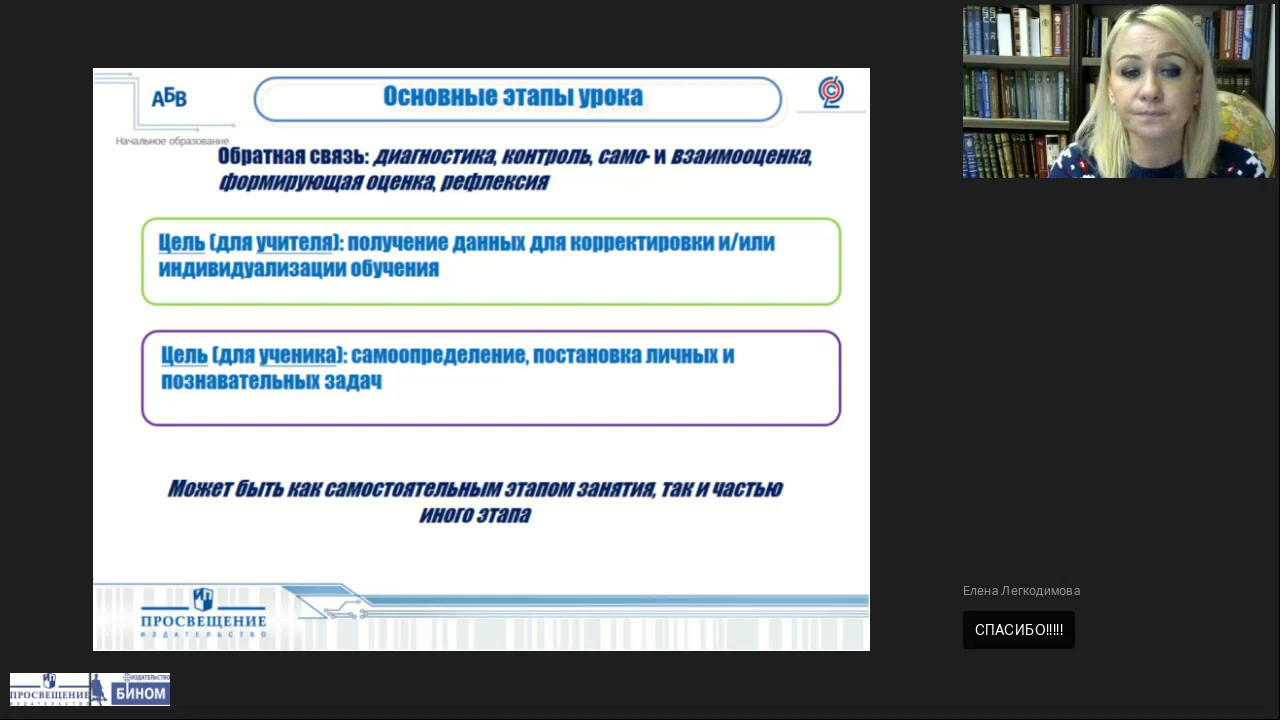 АБВ
Начальное образование
Основные этапы урока
Обратная связь: диагностика, контроль, само- и взаимооценка,
формирующая оценка, рефлексия
Цель (для учителя): получение данных для корректировки и/или
индивидуализации обучения
Цель (для ученика): самоопределение, постановка личных и
познавательных задач
Может быть как самостоятельным этапом занятия, так и частью
иного этапа
ПРОСВЕЩЕНИЕ
ИЗДАТЕЛЬСТВО
Елена Легкодимова
СПАСИБО!!!!!
ПРОСВЕЩЕНИЕ
ИЗДАТЕЛЬСТВО
ИЗДАТЕЛЬСТВО
БИНОМ